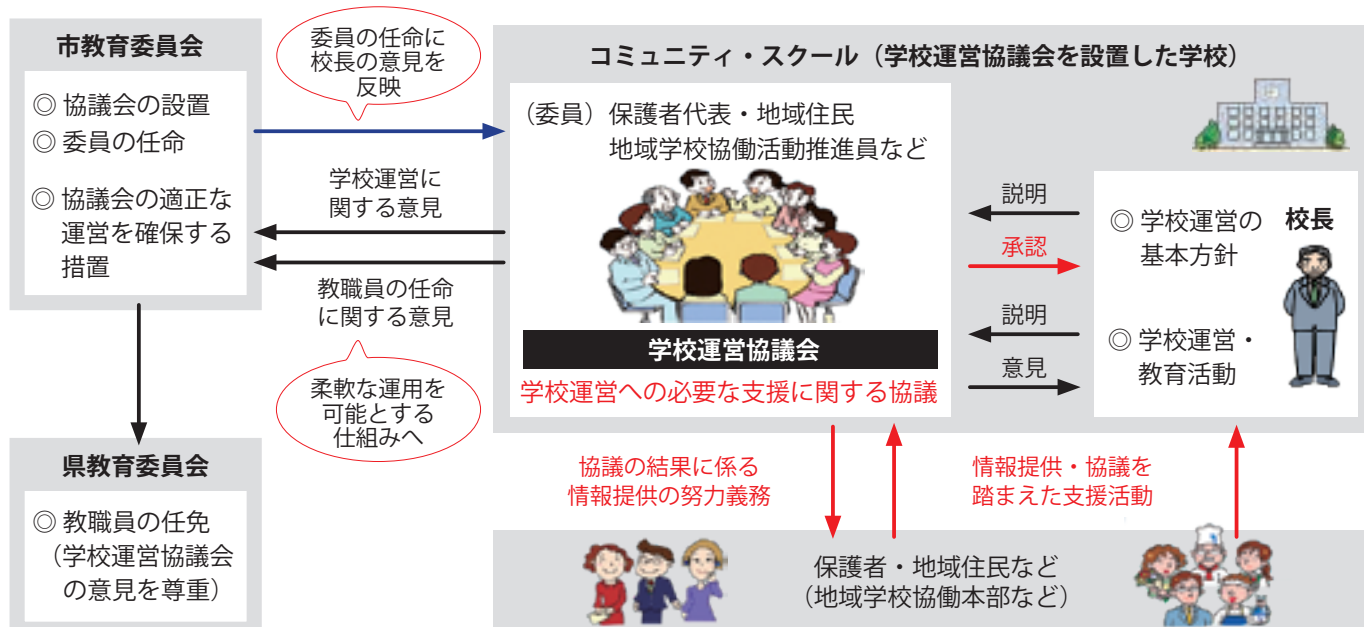 市教育委員会
◎ 協議会の設置
◎ 委員の任命
◎ 協議会の適正な
運営を確保する
措置
委員の任命に
校長の意見を
反映
学校運営に
関する意見
教職員の任命
に関する意見
柔軟な運用を
可能とする
仕組みへ
県教育委員会
◎ 教職員の任免
（学校運営協議会
の意見を尊重）
コミュニティ・スクール（学校運営協議会を設置した学校）
（委員）保護者代表・地域住民
地域学校協働活動推進員など
学校運営協議会
学校運営への必要な支援に関する協議
説明
承認
説明
意見
◎ 学校運営の
基本方針
校長
◎ 学校運営・
教育活動
協議の結果に係る
情報提供の努力義務
情報提供・協議を
踏まえた支援活動
保護者・地域住民など
（地域学校協働本部など）